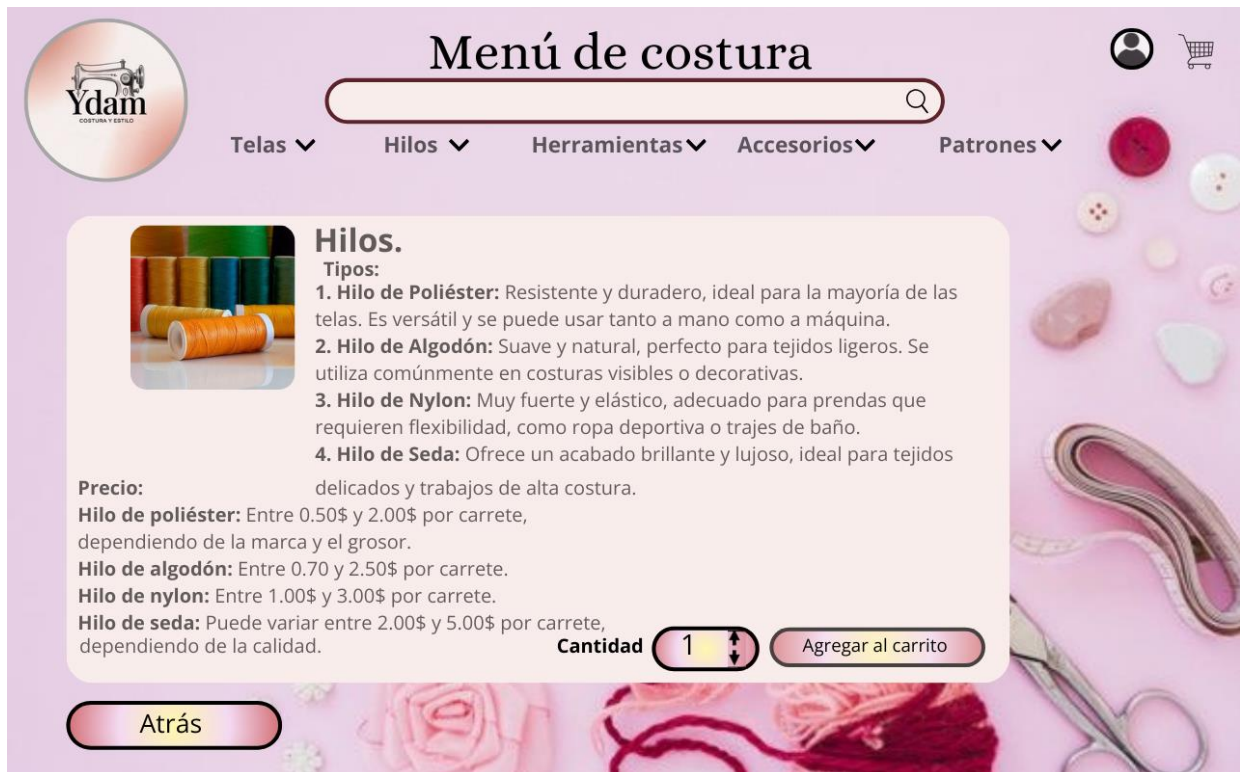 Menú de costura
Ydam
COSTURA Y ESTILO
Telas
Hilos
Herramientas
Accesorios
Patrones
Hilos.
Tipos:
1. Hilo de Poliéster: Resistente y duradero, ideal para la mayoría de las
telas. Es versátil y se puede usar tanto a mano como a máquina.
2. Hilo de Algodón: Suave y natural, perfecto para tejidos ligeros. Se
utiliza comúnmente en costuras visibles o decorativas.
3. Hilo de Nylon: Muy fuerte y elástico, adecuado para prendas que
requieren flexibilidad, como ropa deportiva o trajes de baño.
4. Hilo de Seda: Ofrece un acabado brillante y lujoso, ideal para tejidos
delicados y trabajos de alta costura.
Precio:
Hilo de poliéster: Entre 0.50$ y 2.00$ por carrete,
dependiendo de la marca y el grosor.
Hilo de algodón: Entre 0.70 y 2.50$ por carrete.
Hilo de nylon: Entre 1.00$ y 3.00$ por carrete.
Hilo de seda: Puede variar entre 2.00$ y 5.00$ por carrete,
dependiendo de la calidad.
Cantidad
1
Agregar al carrito
Atrás